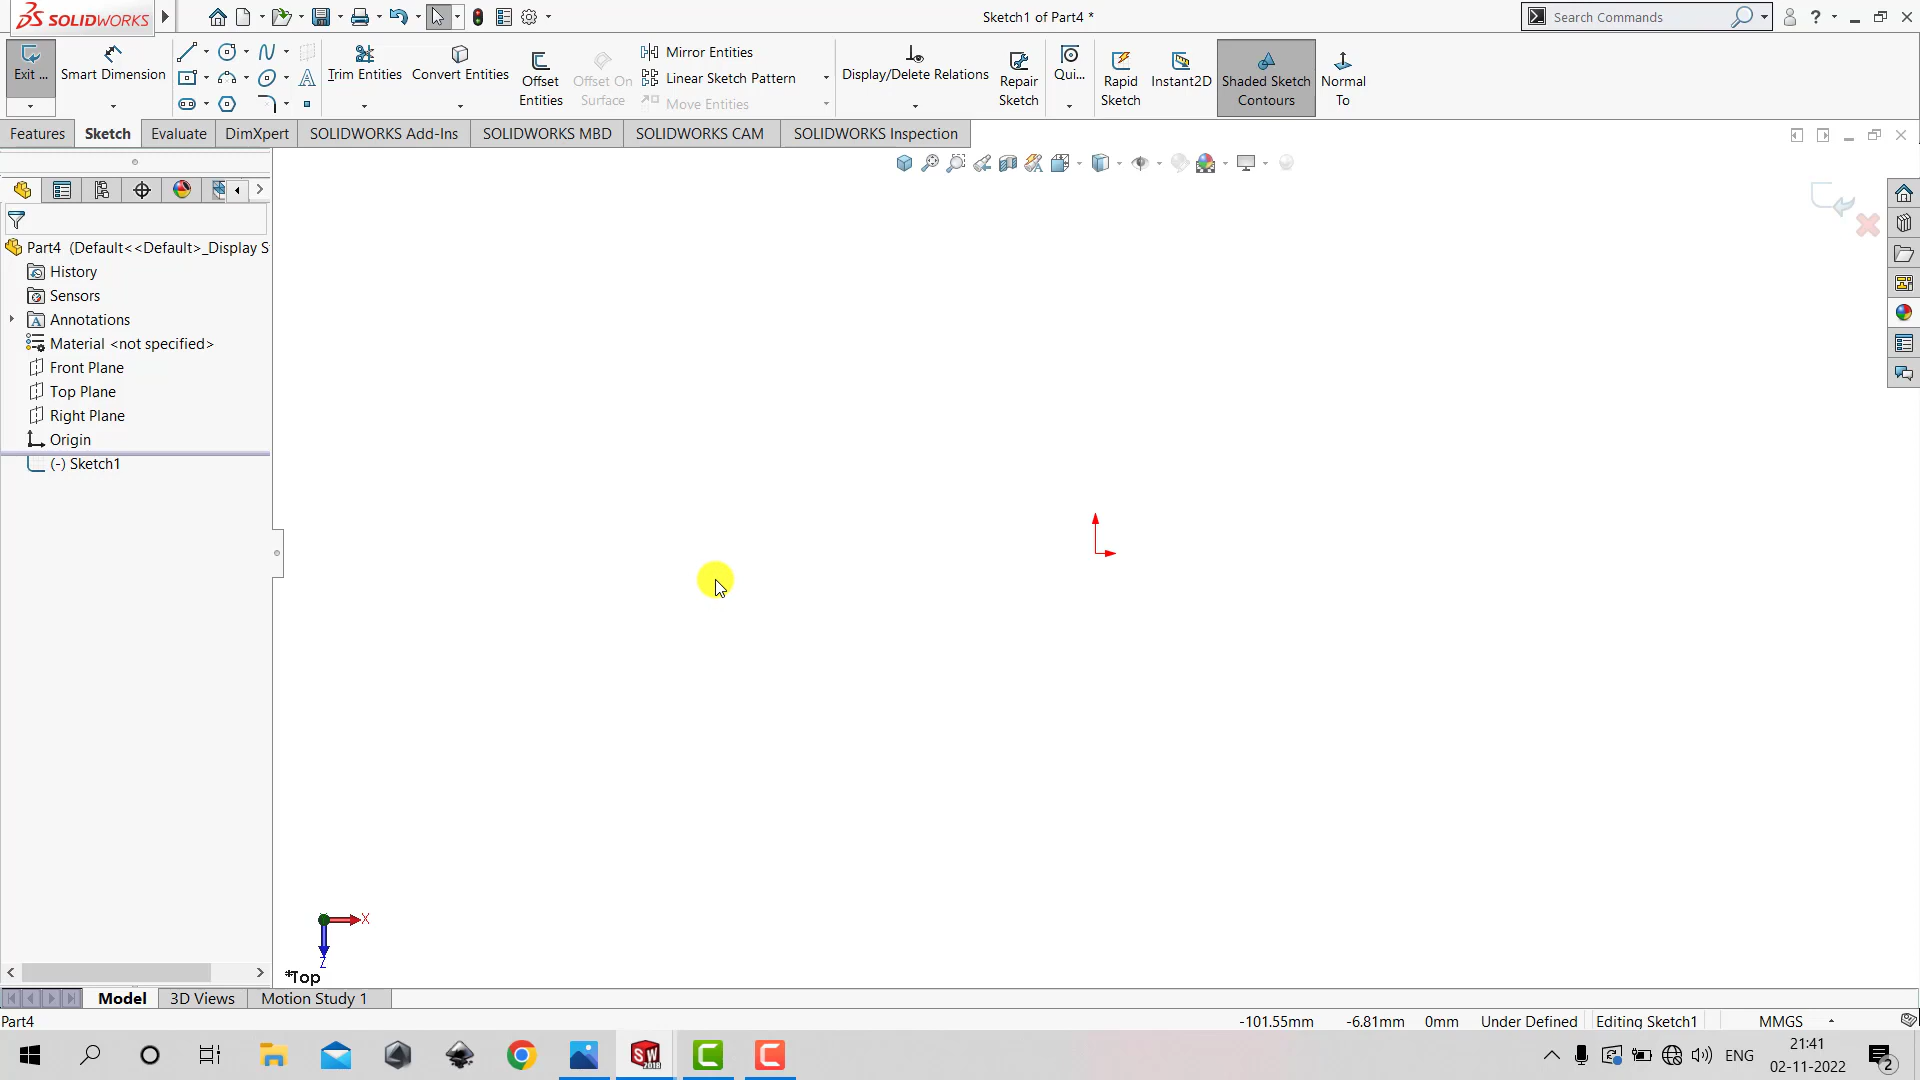 SOLIDWORKS
Sketch1 of Part4 *
Search Commands
Exit ...
Smart Dimension
Trim Entities
Convert Entities
Offset Entities
Offset On Surface
Mirror Entities
Linear Sketch Pattern
Move Entities
Display/Delete Relations
Repair Sketch
Qui...
Rapid Sketch
Instant2D
Shaded Sketch Contours
Normal To
Features
Sketch
Evaluate
DimXpert
SOLIDWORKS Add-Ins
SOLIDWORKS MBD
SOLIDWORKS CAM
SOLIDWORKS Inspection
Part4 (Default<<Default>_Display S
History
Sensors
Annotations
Material <not specified>
Front Plane
Top Plane
Right Plane
Origin
(-) Sketch1
X
Z
*Top
Model
3D Views
Motion Study 1
Part4
-101.55mm
-6.81mm
0mm
Under Defined
Editing Sketch1
MMGS
ENG
21:41
02-11-2022
2